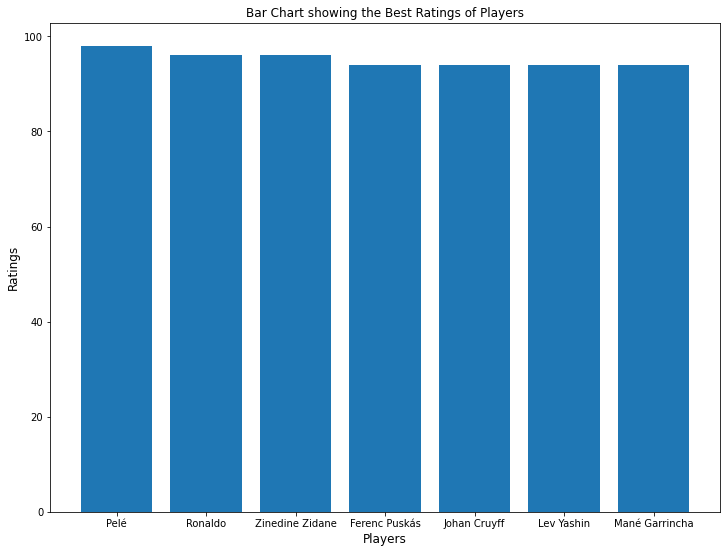 Bar Chart showing the Best Ratings of Players
100
80
60
40
20
0
Ratings
Pelé Ronaldo Zinedine Zidane Ferenc Puskás Johan Cruyff Lev Yashin Mané Garrincha
Players